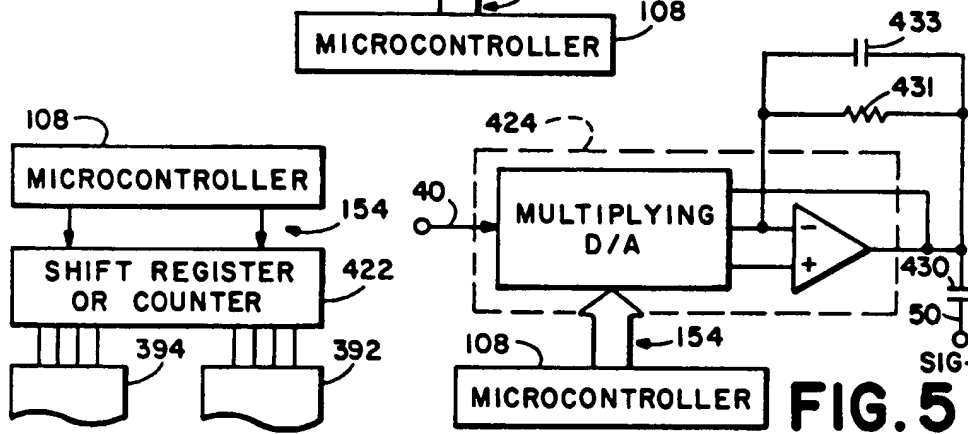 108
MICROCONTROLLER
433
431
108
MICROCONTROLLER
154
SHIFT REGISTER
OR COUNTER
422
394
392
424
40
MULTIPLYING
D/A
-
+
430
50
SIG-
154
108
MICROCONTROLLER
FIG. 5